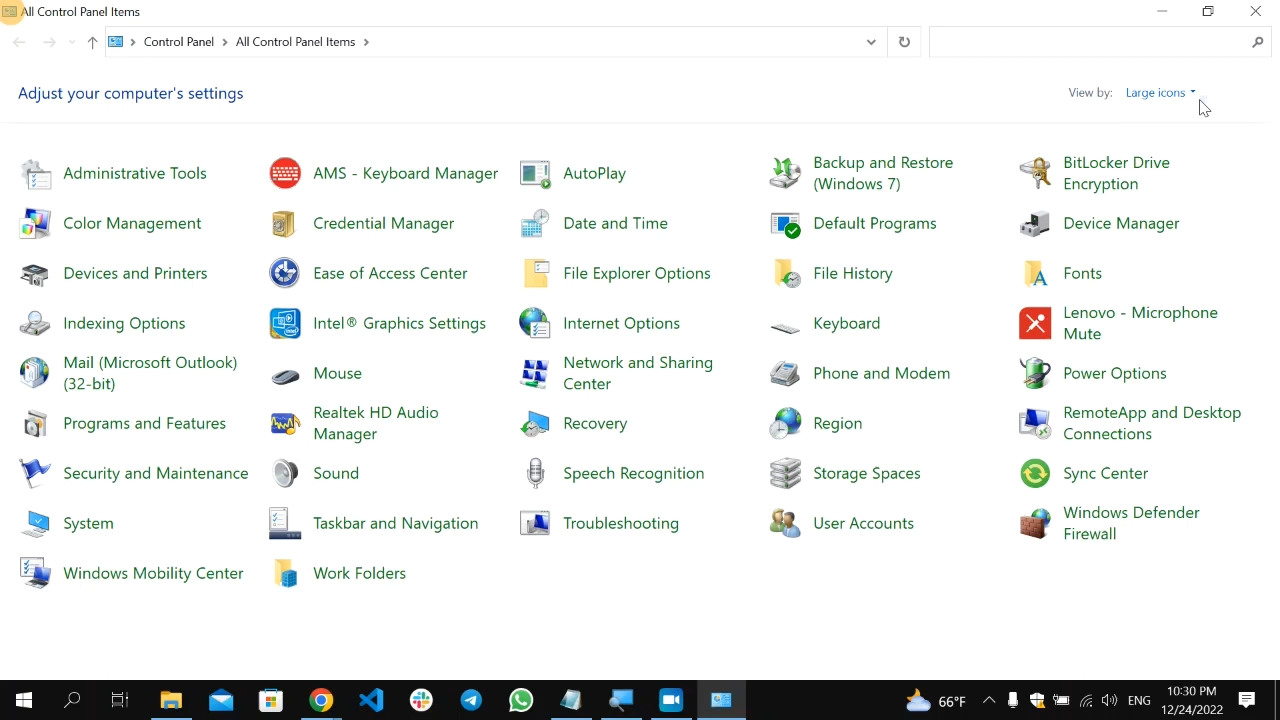 All Control Panel Items
Control Panel
All Control Panel Items
Adjust your computer's settings
View by:
Large icons
Administrative Tools
AMS - Keyboard Manager
AutoPlay
Backup and Restore
(Windows 7)
BitLocker Drive
Encryption
Color Management
Credential Manager
Date and Time
Default Programs
Device Manager
Devices and Printers
Ease of Access Center
File Explorer Options
File History
Fonts
Indexing Options
Intel® Graphics Settings
Internet Options
Keyboard
Lenovo - Microphone
Mute
Mail (Microsoft Outlook)
(32-bit)
Mouse
Network and Sharing
Center
Phone and Modem
Power Options
Programs and Features
Realtek HD Audio
Manager
Recovery
Region
RemoteApp and Desktop
Connections
Security and Maintenance
Sound
Speech Recognition
Storage Spaces
Sync Center
System
Taskbar and Navigation
Troubleshooting
User Accounts
Windows Defender
Firewall
Windows Mobility Center
Work Folders
66°F
ENG
10:30 PM
12/24/2022